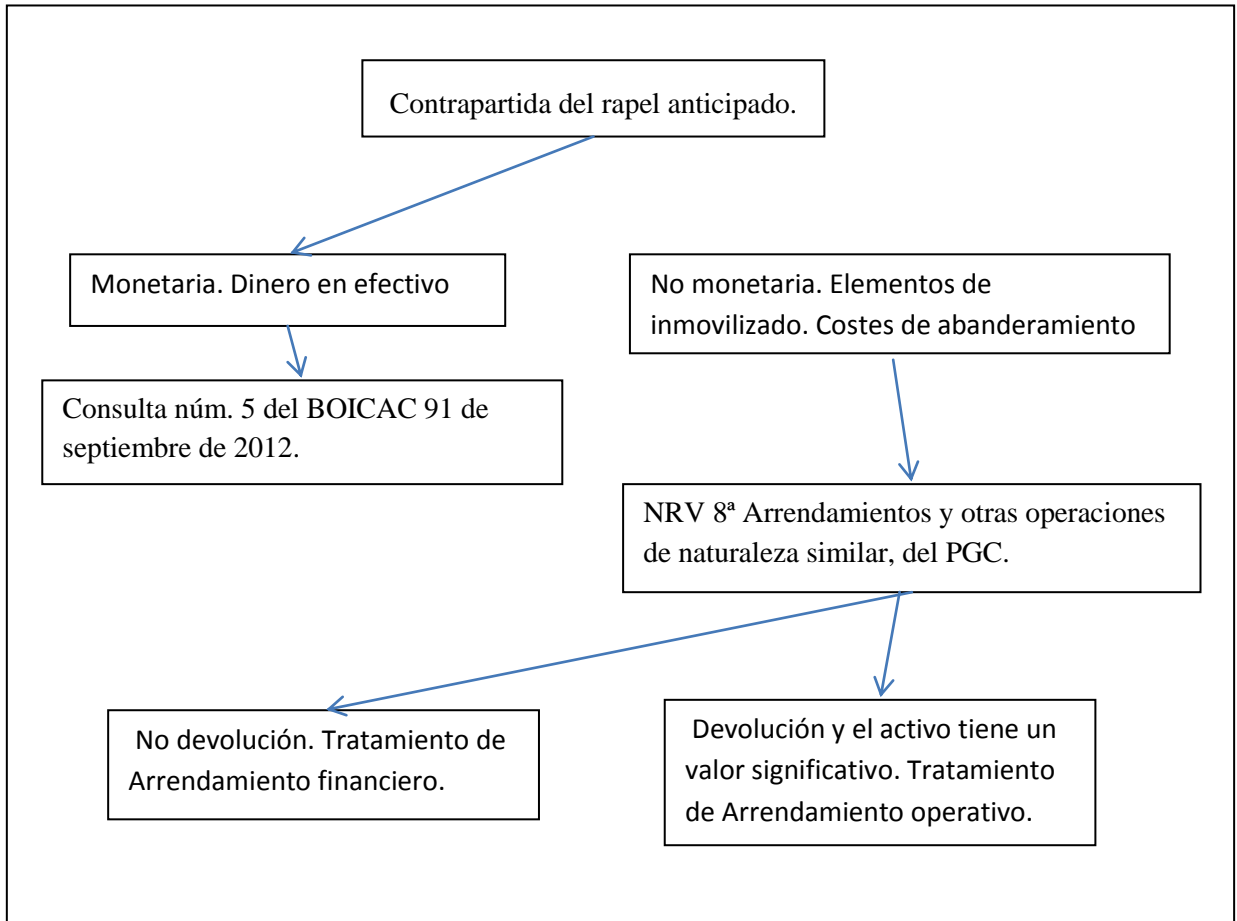 Contrapartida del rapel anticipado.
Monetaria. Dinero en efectivo
No monetaria. Elementos de
inmovilizado. Costes de abanderamiento
Consulta núm. 5 del BOICAC 91 de
septiembre de 2012.
NRV 8ª Arrendamientos y otras operaciones
de naturaleza similar, del PGC.
No devolución. Tratamiento de
Arrendamiento financiero.
Devolución y el activo tiene un
valor significativo. Tratamiento
de Arrendamiento operativo.